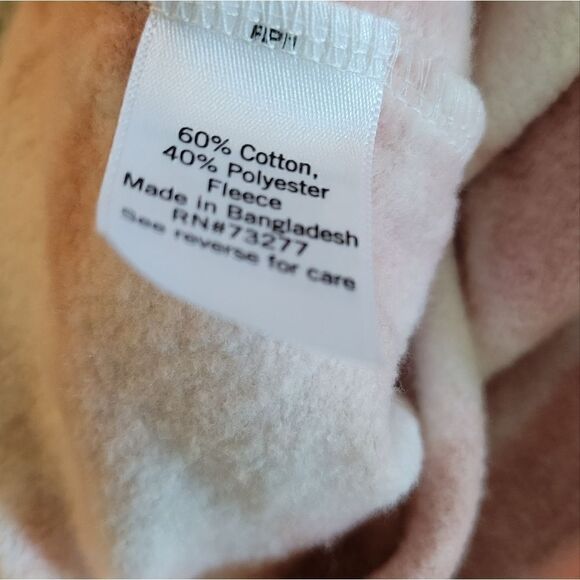 60% Cotton,
40% Polyester
Fleece
Made in Bangladesh
RN#73277
See reverse for care